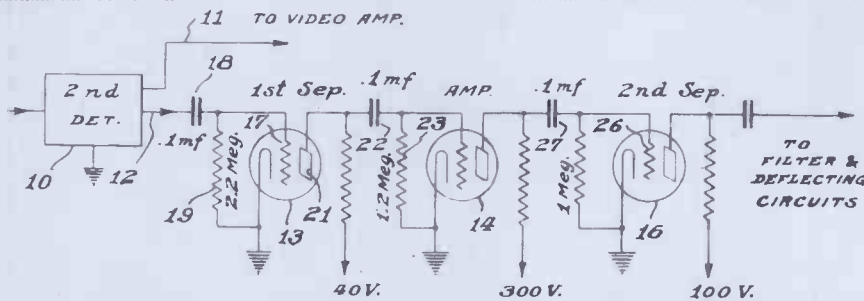 11 TO VIDEO AMP.
18
2nd DET.
10
12
.1mf
19
2.2 Meg.
1st Sep.
17
21
13
.1mf
22
23
1.2 Meg.
AMP.
14
.1mf
27
1 Meg.
2nd Sep.
26
16
TO
FILTER &
DEFLECTING
CIRCUITS
40V.
300V.
100V.